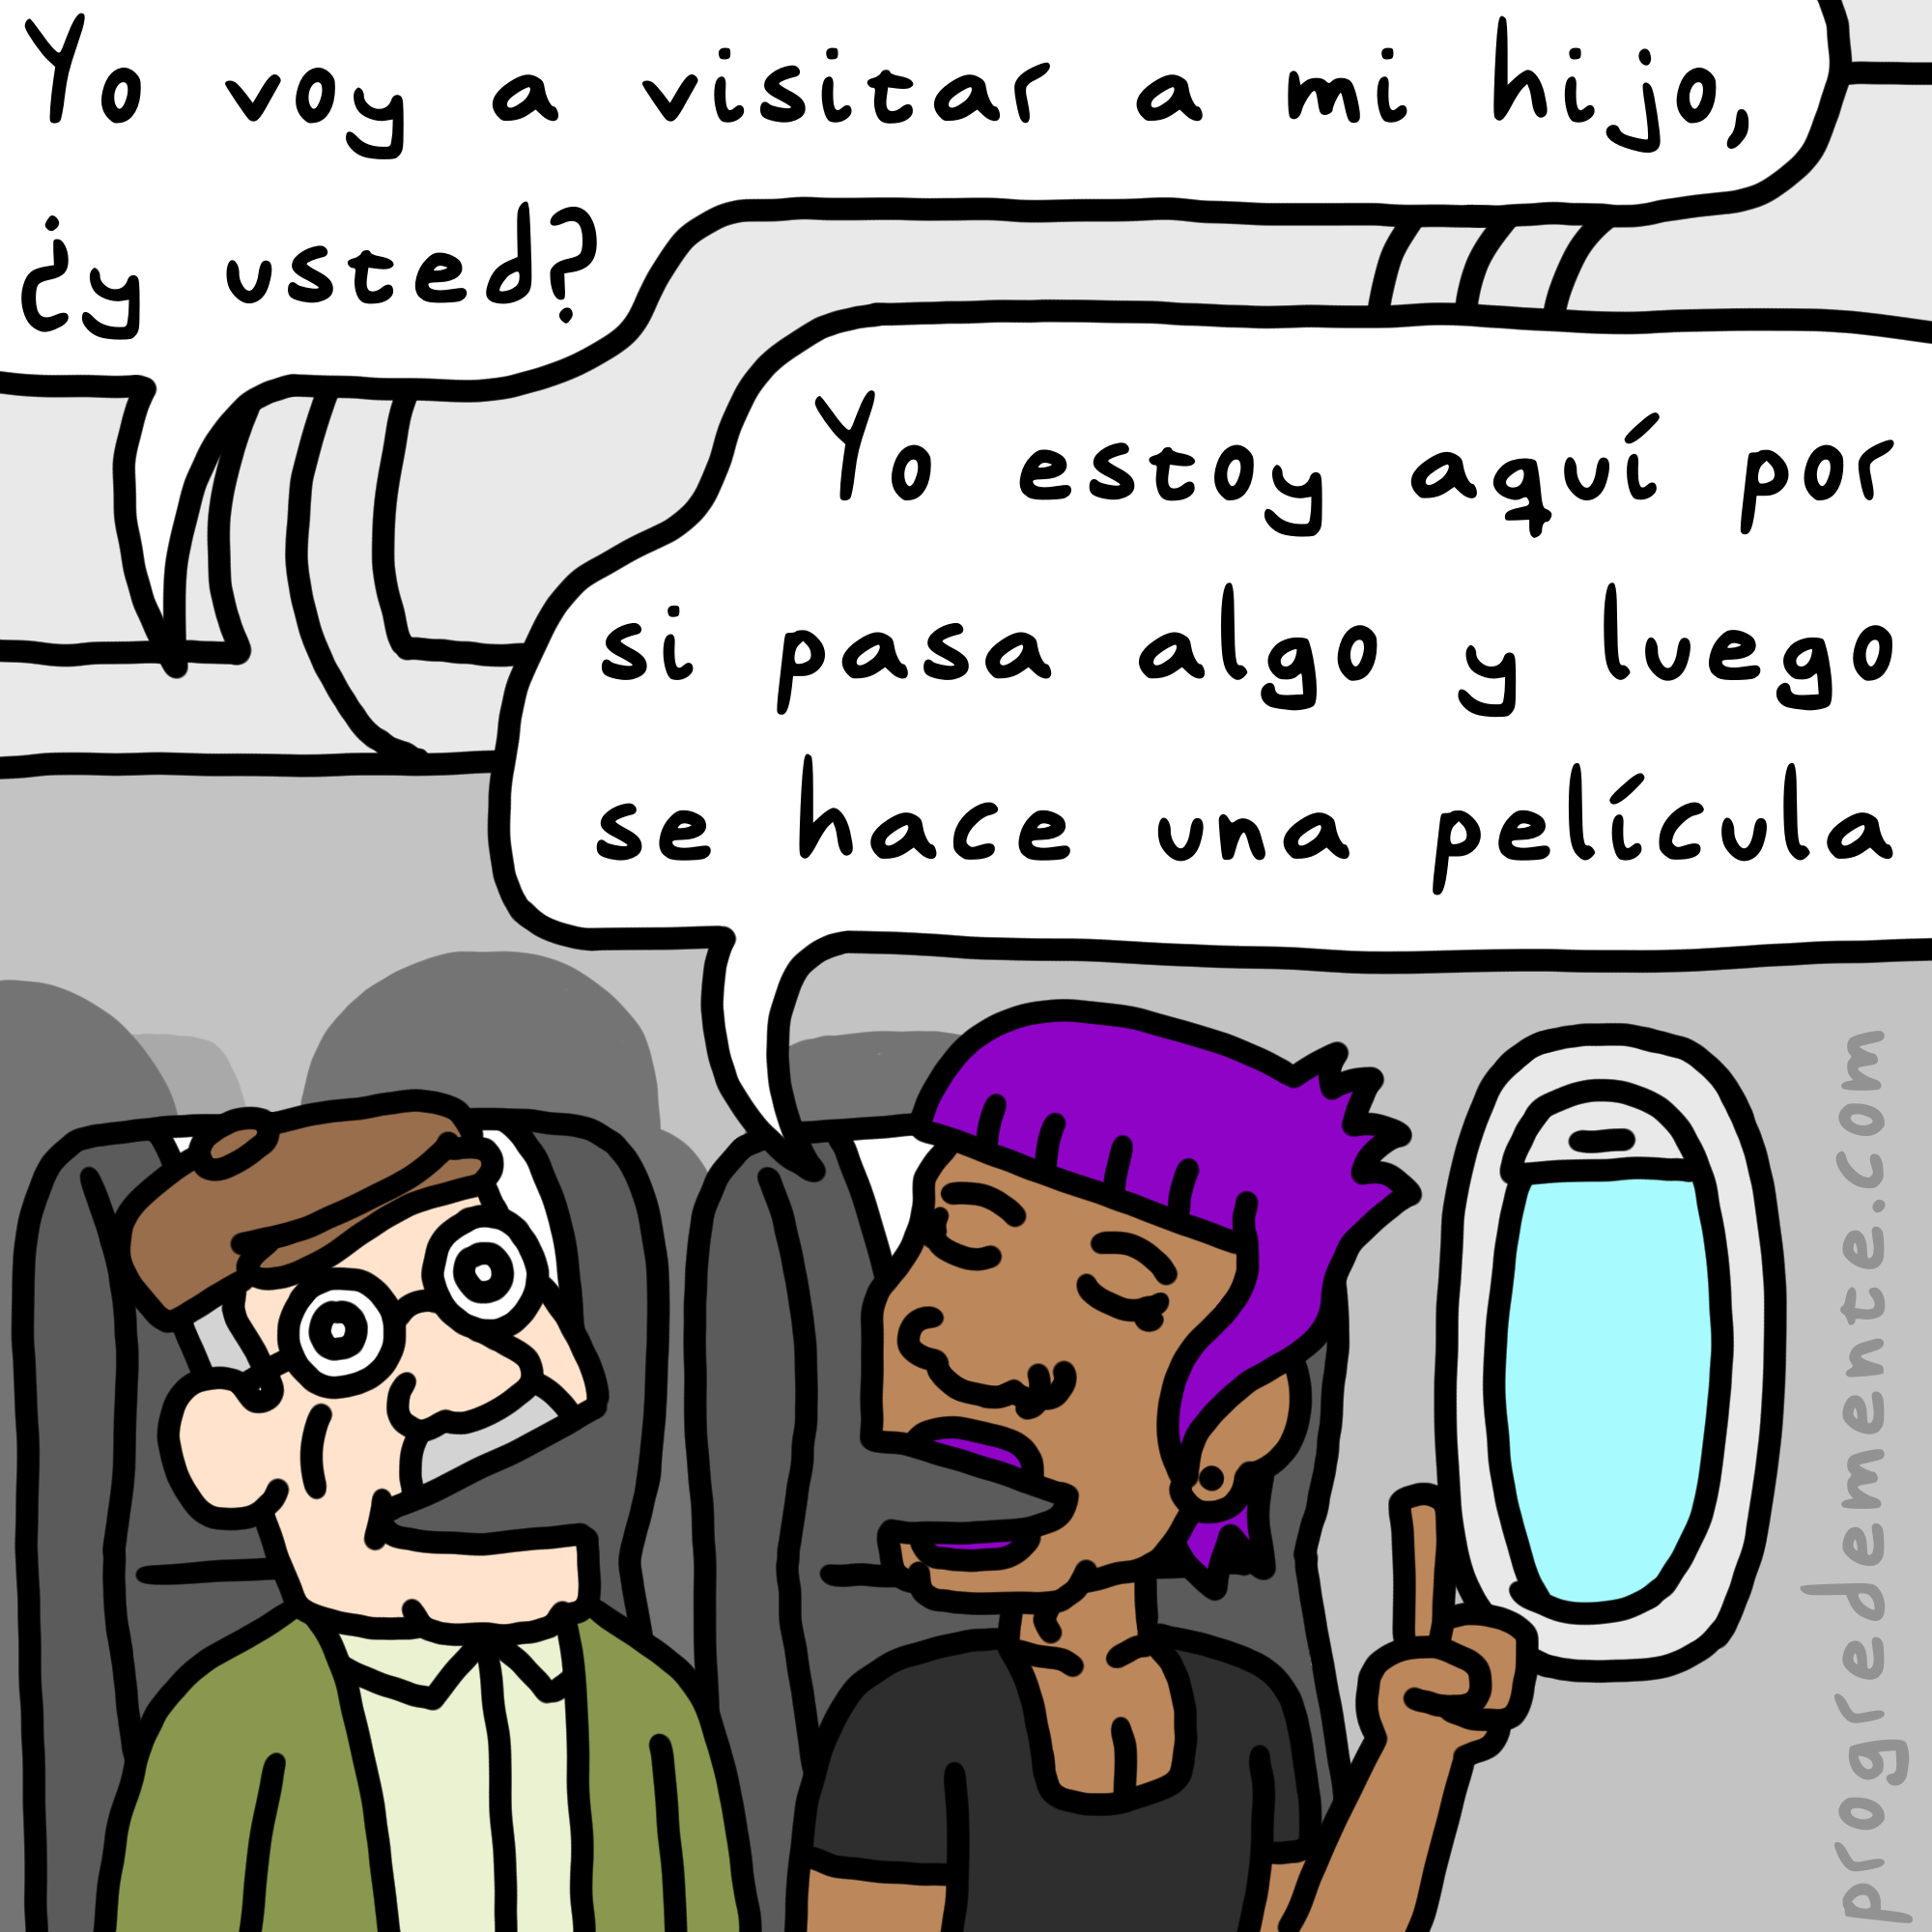 Yo voy a visitar a mi hijo,
¿y usted?
Yo estoy aquí por
si pasa algo y luego
se hace una película
progredemente.com